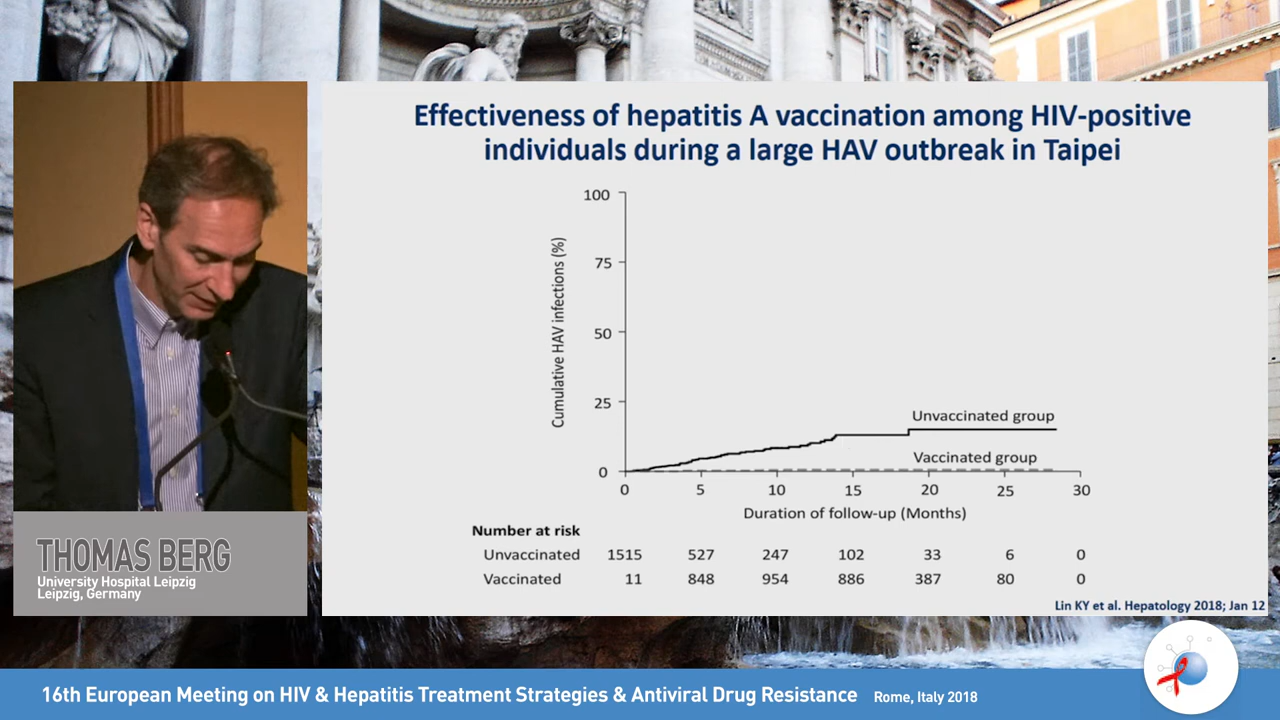 Effectiveness of hepatitis A vaccination among HIV-positive
individuals during a large HAV outbreak in Taipei
Cumulative HAV infections (%)
100
75
50
25
0
Unvaccinated group
Vaccinated group
0 5 10 15 20 25 30
Duration of follow-up (Months)
Number at risk
Unvaccinated 1515 527 247 102 33 6 0
Vaccinated 11 848 954 886 387 80 0
Lin KY et al. Hepatology 2018; Jan 12
THOMAS BERG
University Hospital Leipzig
Leipzig, Germany
16th European Meeting on HIV & Hepatitis Treatment Strategies & Antiviral Drug Resistance Rome, Italy 2018